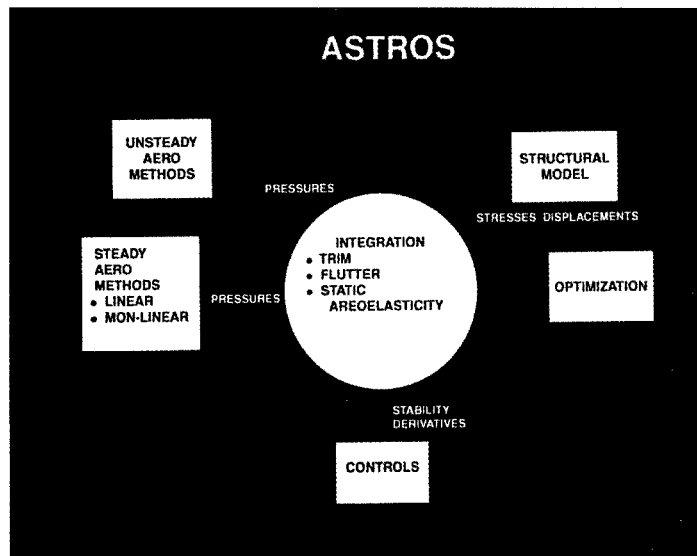 ASTROS
UNSTEADY
AERO
METHODS
STRUCTURAL
MODEL
PRESSURES
STRESSES DISPLACEMENTS
STEADY
AERO
METHODS
• LINEAR
• MON-LINEAR
PRESSURES
INTEGRATION
• TRIM
• FLUTTER
• STATIC
AREOELASTICITY
OPTIMIZATION
STABILITY
DERIVATIVES
CONTROLS